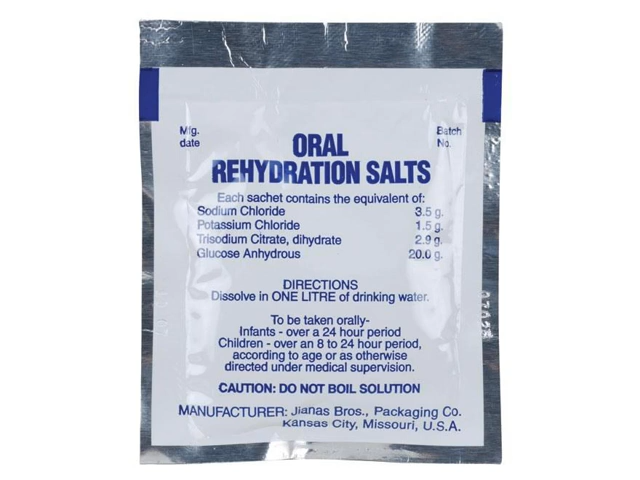 Mfg.
date
Batch
No.
ORAL
REHYDRATION SALTS
Each sachet contains the equivalent of:
Sodium Chloride 3.5 g.
Potassium Chloride 1.5 g.
Trisodium Citrate, dihydrate 2.9 g.
Glucose Anhydrous 20.0 g.
DIRECTIONS
Dissolve in ONE LITRE of drinking water.
To be taken orally-
Infants - over a 24 hour period
Children - over an 8 to 24 hour period,
according to age or as otherwise
directed under medical supervision.
CAUTION: DO NOT BOIL SOLUTION
MANUFACTURER: Jianas Bros., Packaging Co.
Kansas City, Missouri, U.S.A.